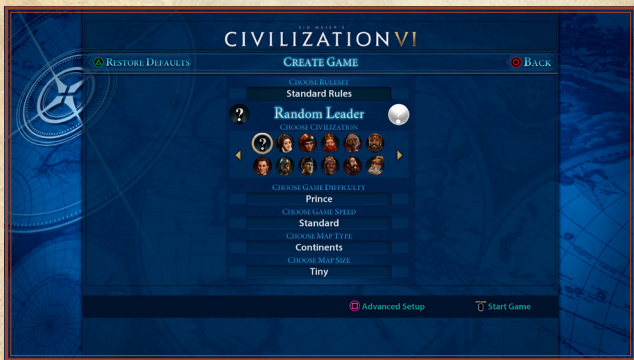 SID MEIER'S
CIVILIZATION VI
RESTORE DEFAULTS
CREATE GAME
BACK
CHOOSE RULESET
Standard Rules
?
Random Leader
CHOOSE CIVILIZATION
?
CHOOSE GAME DIFFICULTY
Prince
CHOOSE GAME SPEED
Standard
CHOOSE MAP TYPE
Continents
CHOOSE MAP SIZE
Tiny
Advanced Setup
Start Game